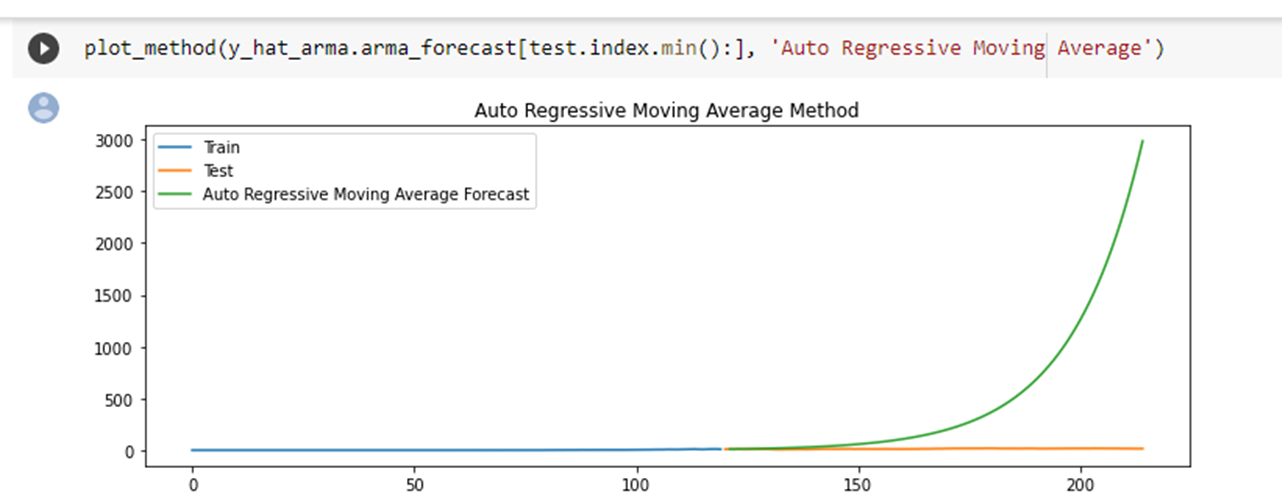 plot_method(y_hat_arma.arma_forecast[test.index.min():], 'Auto Regressive Moving Average')
Auto Regressive Moving Average Method
Train
Test
Auto Regressive Moving Average Forecast
3000
2500
2000
1500
1000
500
0
0 50 100 150 200